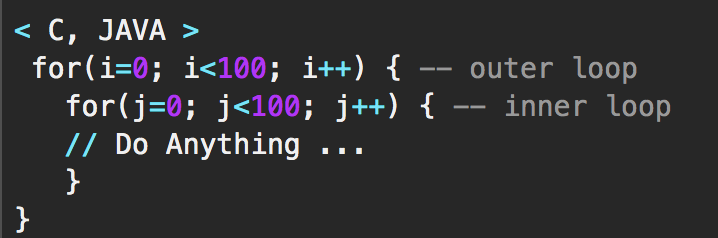 < C, JAVA >
for(i=0; i<100; i++) { -- outer loop
for(j=0; j<100; j++) { -- inner loop
// Do Anything ...
}
}